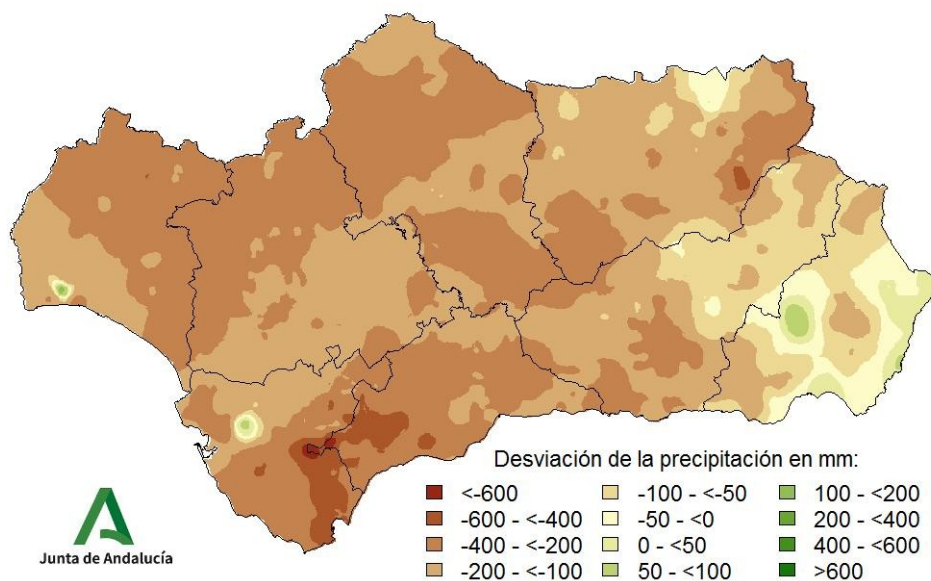 Desviación de la precipitación en mm:
<-600
-600 - <-400
-400 - <-200
-200 - <-100
-100 - <-50
-50 - <0
0 - <50
50 - <100
100 - <200
200 - <400
400 - <600
>600
Junta de Andalucía